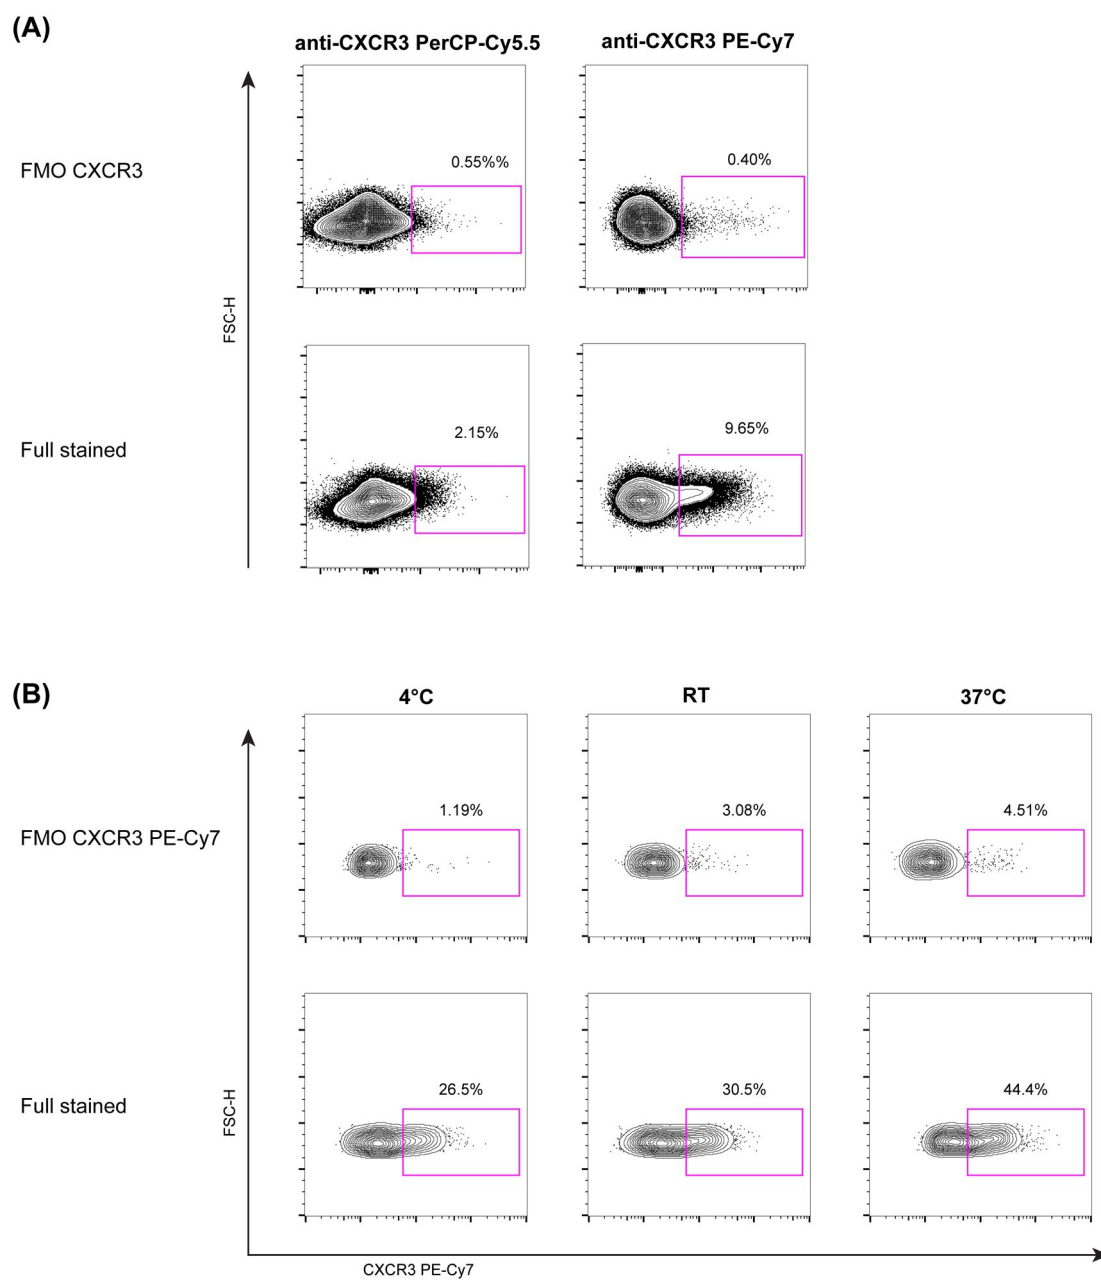 (A)
anti-CXCR3 PerCP-Cy5.5
anti-CXCR3 PE-Cy7
FMO CXCR3
0.55%%
0.40%
FSC-H
Full stained
2.15%
9.65%
(B)
4°C
RT
37°C
FMO CXCR3 PE-Cy7
1.19%
3.08%
4.51%
FSC-H
Full stained
26.5%
30.5%
44.4%
CXCR3 PE-Cy7